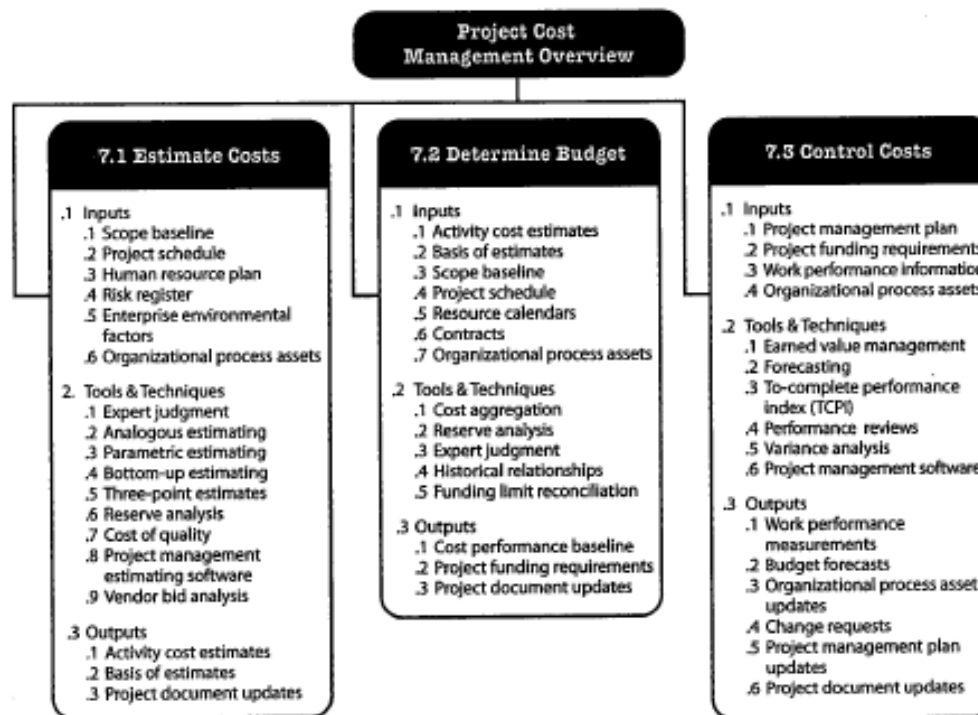 Project Cost
Management Overview
7.1 Estimate Costs
.1 Inputs
.1 Scope baseline
.2 Project schedule
.3 Human resource plan
.4 Risk register
.5 Enterprise environmental
factors
.6 Organizational process assets
2. Tools & Techniques
.1 Expert judgment
.2 Analogous estimating
.3 Parametric estimating
.4 Bottom-up estimating
.5 Three-point estimates
.6 Reserve analysis
.7 Cost of quality
.8 Project management
estimating software
.9 Vendor bid analysis
.3 Outputs
.1 Activity cost estimates
.2 Basis of estimates
.3 Project document updates
7.2 Determine Budget
.1 Inputs
.1 Activity cost estimates
.2 Basis of estimates
.3 Scope baseline
.4 Project schedule
.5 Resource calendars
.6 Contracts
.7 Organizational process assets
.2 Tools & Techniques
.1 Cost aggregation
.2 Reserve analysis
.3 Expert judgment
.4 Historical relationships
.5 Funding limit reconciliation
.3 Outputs
.1 Cost performance baseline
.2 Project funding requirements
.3 Project document updates
7.3 Control Costs
.1 Inputs
.1 Project management plan
.2 Project funding requirements
.3 Work performance information
.4 Organizational process assets
.2 Tools & Techniques
.1 Earned value management
.2 Forecasting
.3 To-complete performance
index (TCPI)
.4 Performance reviews
.5 Variance analysis
.6 Project management software
.3 Outputs
.1 Work performance
measurements
.2 Budget forecasts
.3 Organizational process asset
updates
.4 Change requests
.5 Project management plan
updates
.6 Project document updates